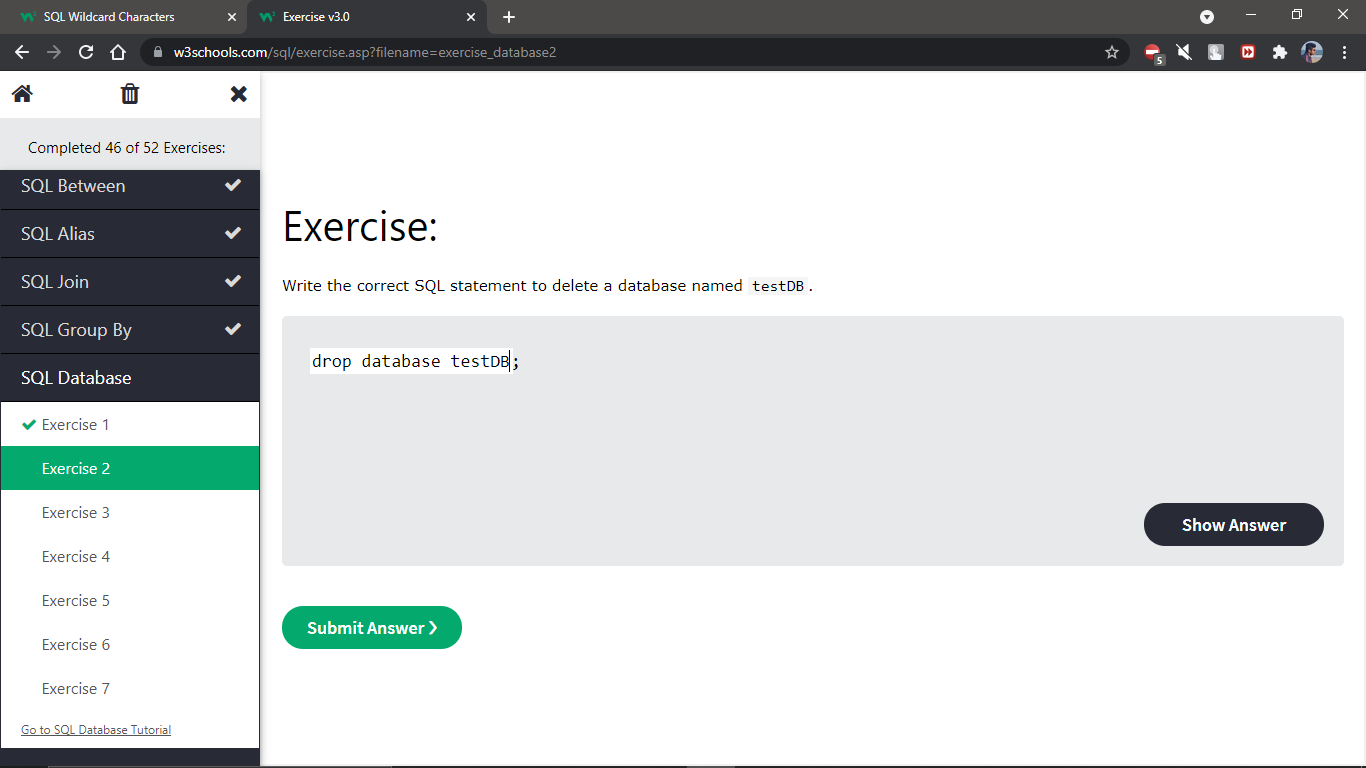 SQL Wildcard Characters
Exercise v3.0
w3schools.com/sql/exercise.asp?filename=exercise_database2
5
Completed 46 of 52 Exercises:
SQL Between
SQL Alias
SQL Join
SQL Group By
SQL Database
Exercise 1
Exercise 2
Exercise 3
Exercise 4
Exercise 5
Exercise 6
Exercise 7
Go to SQL Database Tutorial
Exercise:
Write the correct SQL statement to delete a database named testDB.
drop database testDB;
Show Answer
Submit Answer ❯